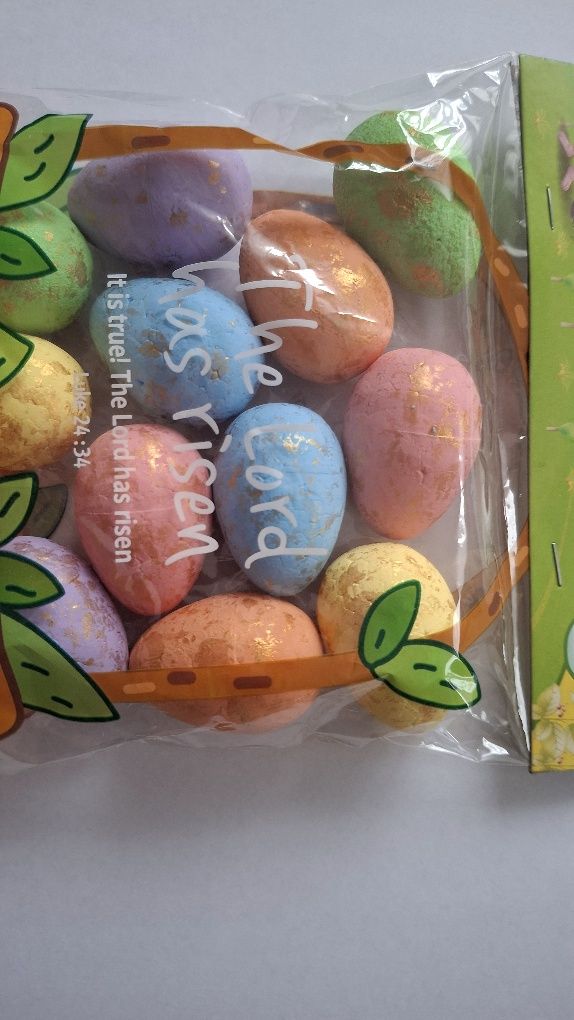 The Lord
has risen
It is true! The Lord has risen
Luke 24:34